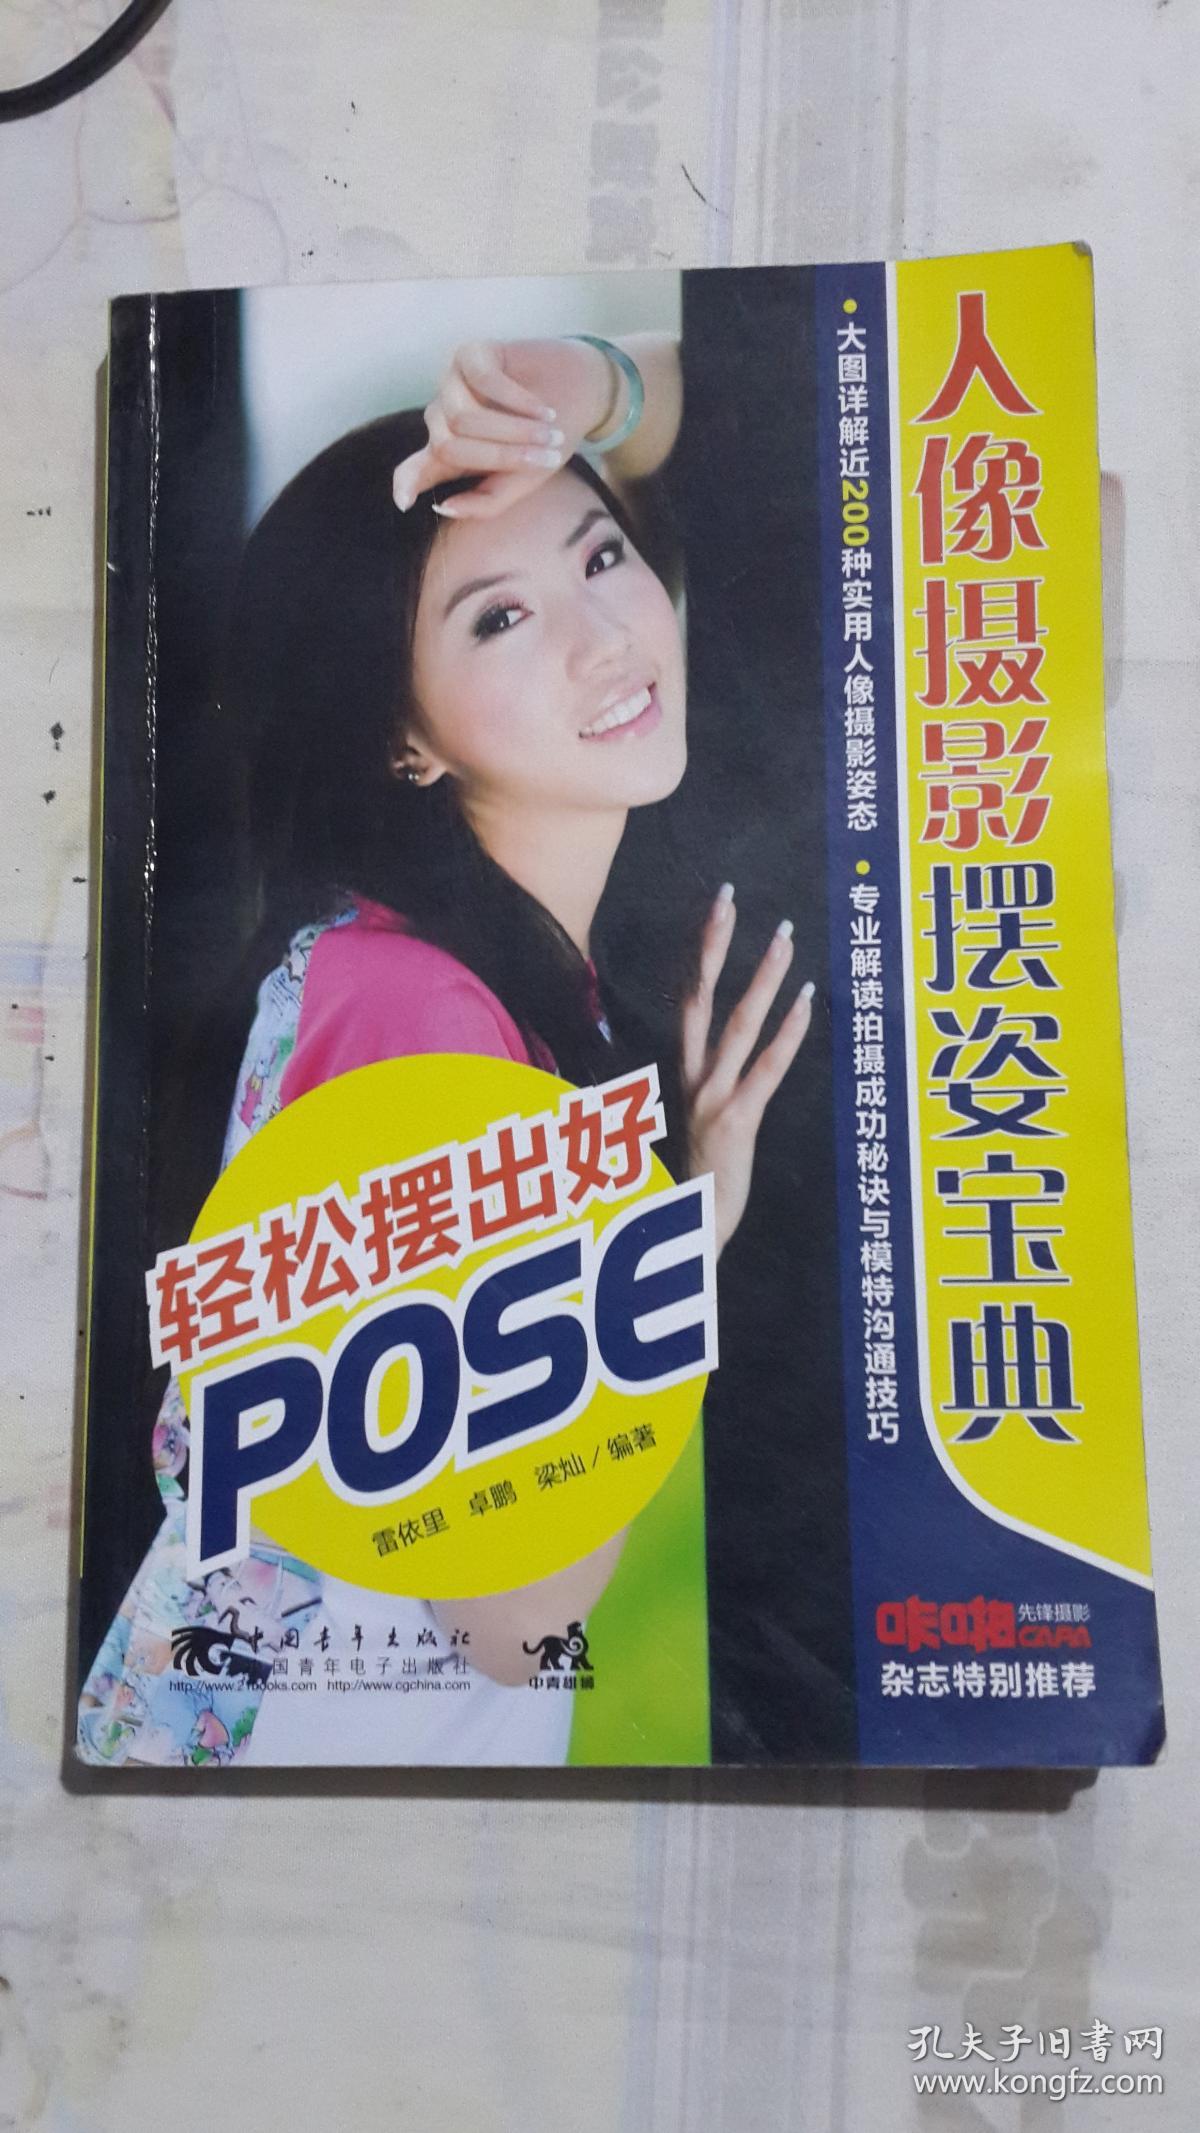 人像摄影摆姿宝典
•大图详解近200种实用人像摄影姿态 •专业解读拍摄成功秘诀与模特沟通技巧
轻松摆出好
POSE
雷依里 卓鹏 梁灿/编著
中国青年出版社
国青年电子出版社
http://www.21books.com http://www.cgchina.com
中青雄狮
咔啪 先锋摄影
CAPA
杂志特别推荐
孔夫子旧书网
www.kongfz.com